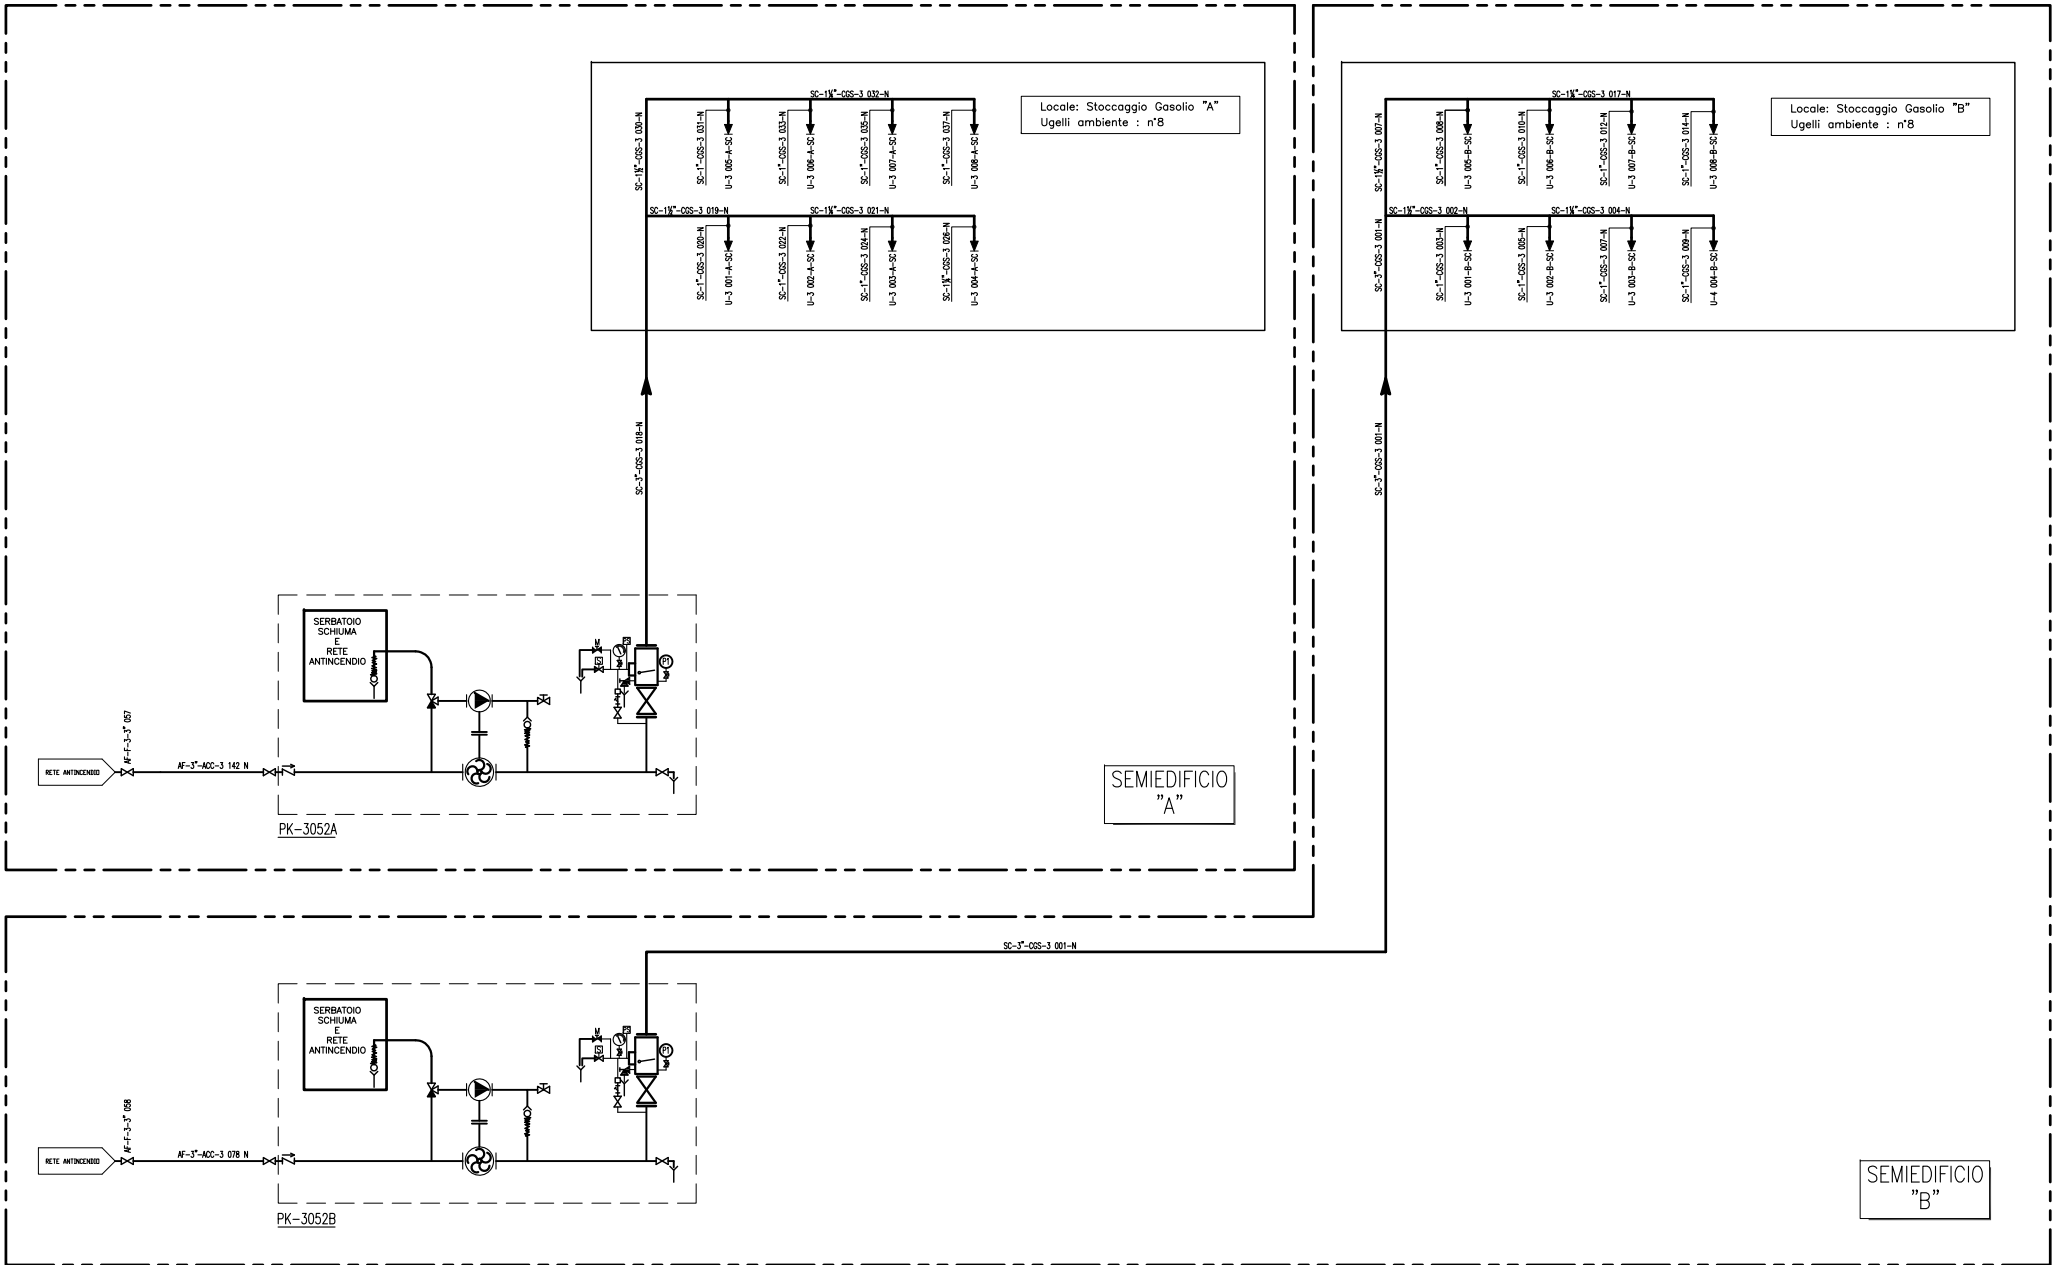 SC-1¼"-CGS-3 032-N
SC-1½"-CGS-3 030-N
SC-1"-CGS-3 031-N
U-3 005-A-SC
SC-1"-CGS-3 033-N
U-3 006-A-SC
SC-1"-CGS-3 035-N
U-3 007-A-SC
SC-1"-CGS-3 037-N
U-3 008-A-SC
Locale: Stoccaggio Gasolio "A"
Ugelli ambiente : n°8
SC-1½"-CGS-3 019-N
SC-1¼"-CGS-3 021-N
SC-1"-CGS-3 020-N
U-3 001-A-SC
SC-1"-CGS-3 022-N
U-3 002-A-SC
SC-1"-CGS-3 024-N
U-3 003-A-SC
SC-1¼"-CGS-3 026-N
U-3 004-A-SC
SC-3"-CGS-3 018-N
SERBATOIO
SCHIUMA
E
RETE
ANTINCENDIO
M
P1
AF-F-3-3" 057
RETE ANTINCENDIO
AF-3"-ACC-3 142 N
PK-3052A
SEMIEDIFICIO
"A"
SC-1¼"-CGS-3 017-N
SC-1½"-CGS-3 007-N
SC-1"-CGS-3 008-N
U-3 005-B-SC
SC-1"-CGS-3 010-N
U-3 006-B-SC
SC-1"-CGS-3 012-N
U-3 007-B-SC
SC-1"-CGS-3 014-N
U-3 008-B-SC
Locale: Stoccaggio Gasolio "B"
Ugelli ambiente : n°8
SC-1½"-CGS-3 002-N
SC-1¼"-CGS-3 004-N
SC-3"-CGS-3 001-N
SC-1"-CGS-3 003-N
U-3 001-B-SC
SC-1"-CGS-3 005-N
U-3 002-B-SC
SC-1"-CGS-3 007-N
U-3 003-B-SC
SC-1"-CGS-3 009-N
U-4 004-B-SC
SC-3"-CGS-3 001-N
SC-3"-CGS-3 001-N
SERBATOIO
SCHIUMA
E
RETE
ANTINCENDIO
M
P1
AF-F-3-3" 058
RETE ANTINCENDIO
AF-3"-ACC-3 078 N
PK-3052B
SEMIEDIFICIO
"B"